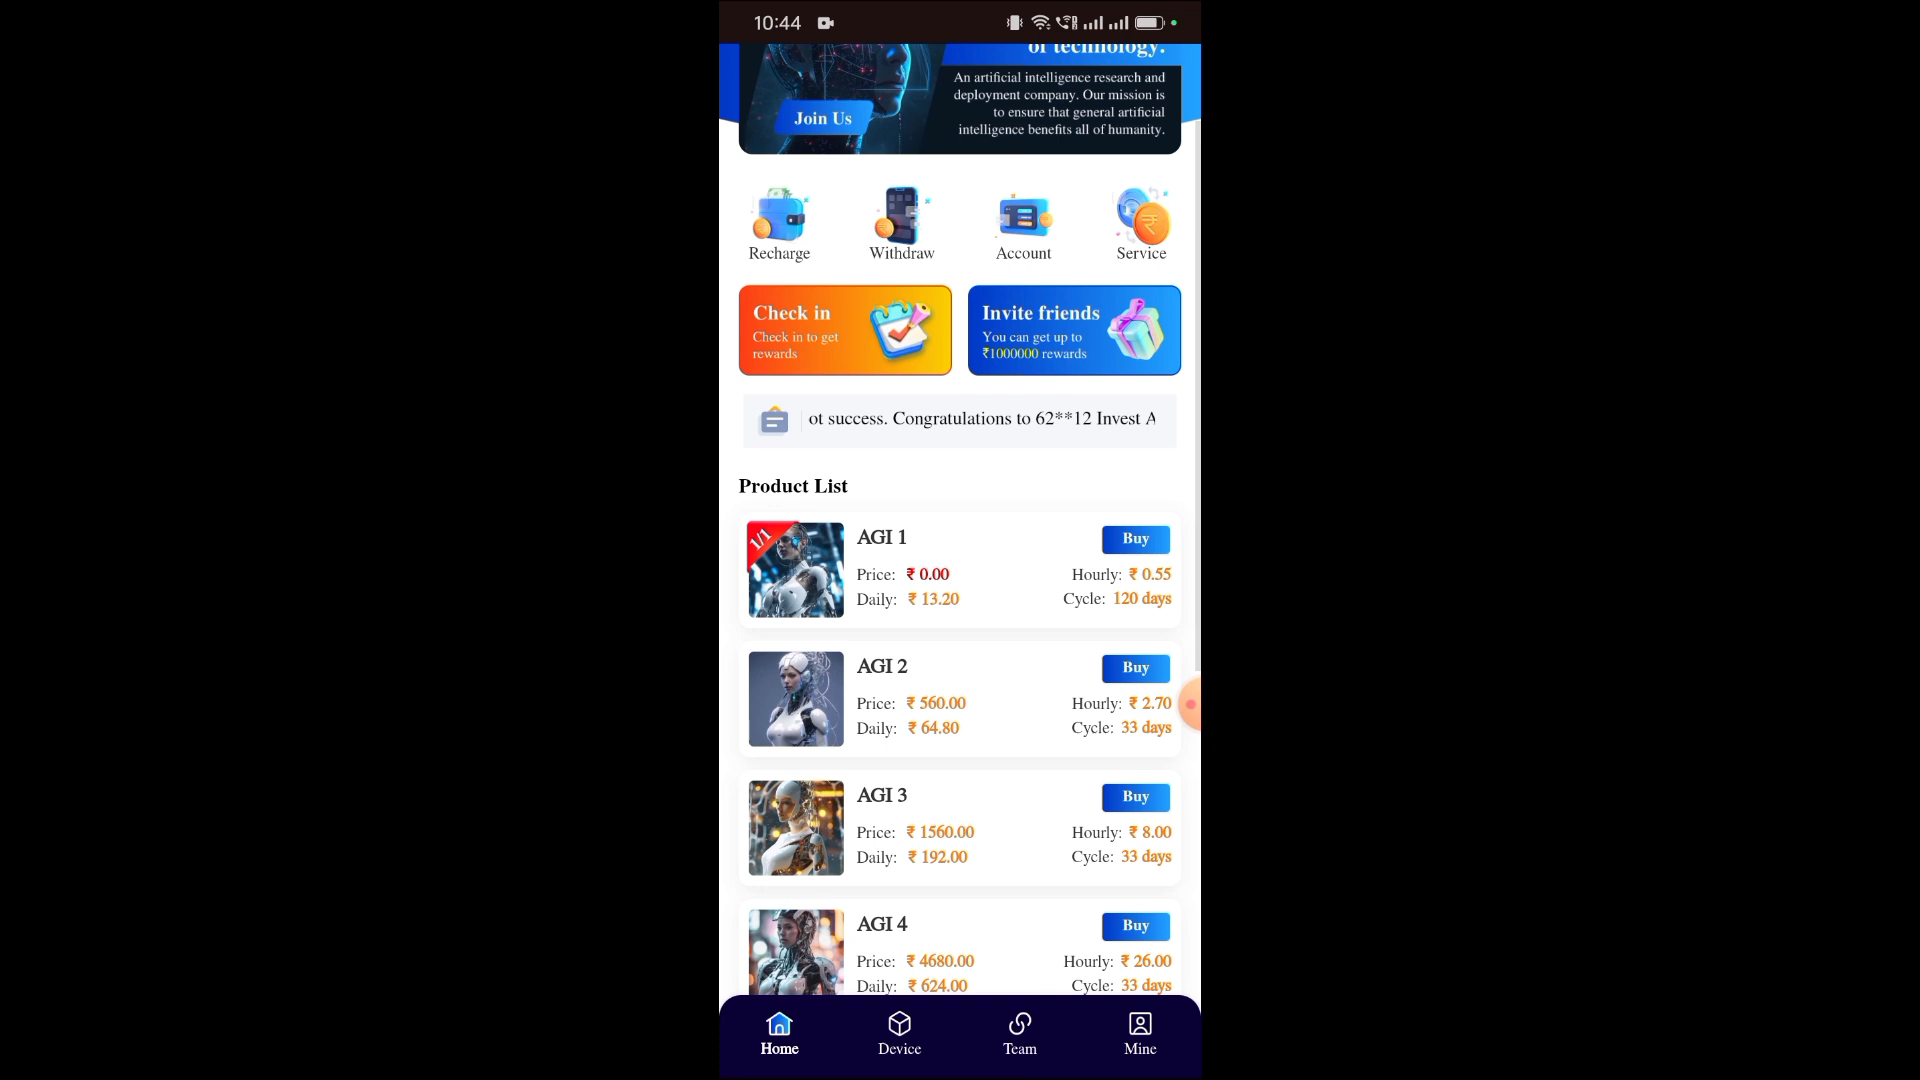 10:44
of technology.
An artificial intelligence research and
deployment company. Our mission is
to ensure that general artificial
intelligence benefits all of humanity.
Join Us
Recharge
Withdraw
Account
Service
Check in
Check in to get
rewards
Invite friends
You can get up to
₹1000000 rewards
ot success. Congratulations to 62**12 Invest A
Product List
1/1
AGI 1
Buy
Price: ₹ 0.00
Hourly: ₹ 0.55
Daily: ₹ 13.20
Cycle: 120 days
AGI 2
Buy
Price: ₹ 560.00
Hourly: ₹ 2.70
Daily: ₹ 64.80
Cycle: 33 days
AGI 3
Buy
Price: ₹ 1560.00
Hourly: ₹ 8.00
Daily: ₹ 192.00
Cycle: 33 days
AGI 4
Buy
Price: ₹ 4680.00
Hourly: ₹ 26.00
Daily: ₹ 624.00
Cycle: 33 days
Home
Device
Team
Mine